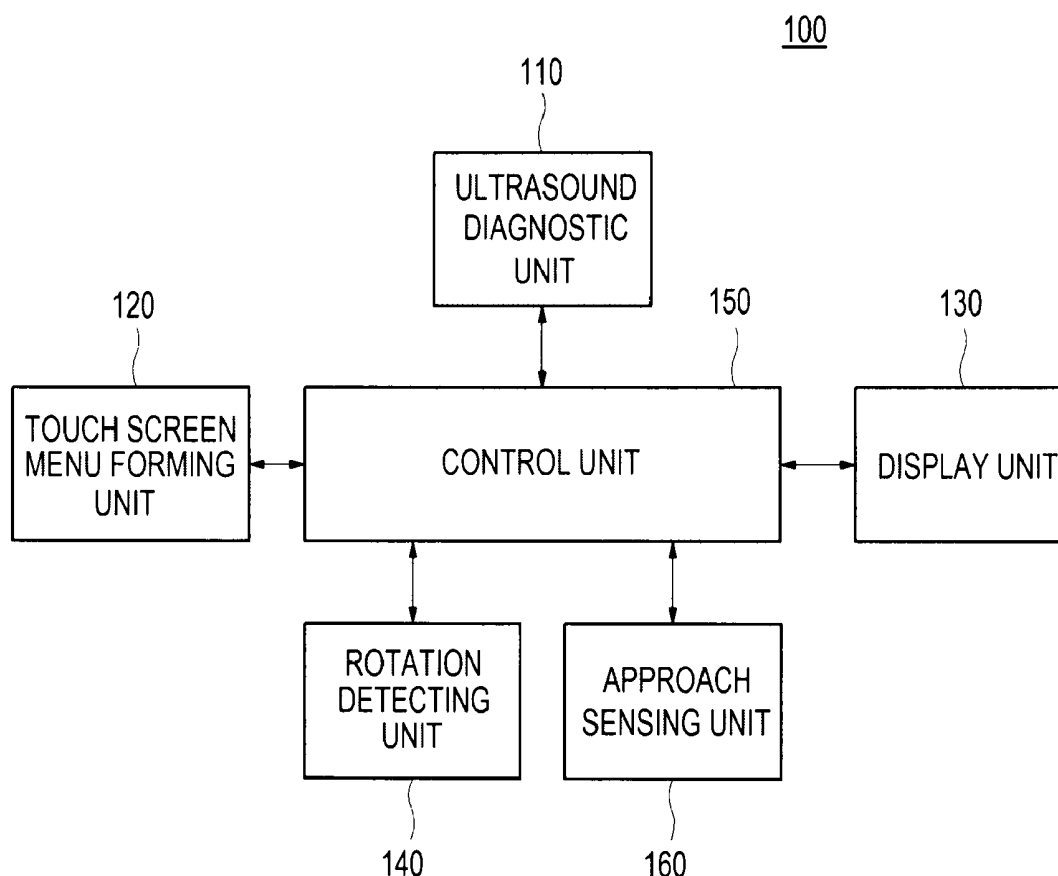 100
110
ULTRASOUND
DIAGNOSTIC
UNIT
120
150
130
TOUCH SCREEN
MENU FORMING
UNIT
CONTROL UNIT
DISPLAY UNIT
ROTATION
DETECTING
UNIT
APPROACH
SENSING UNIT
140
160